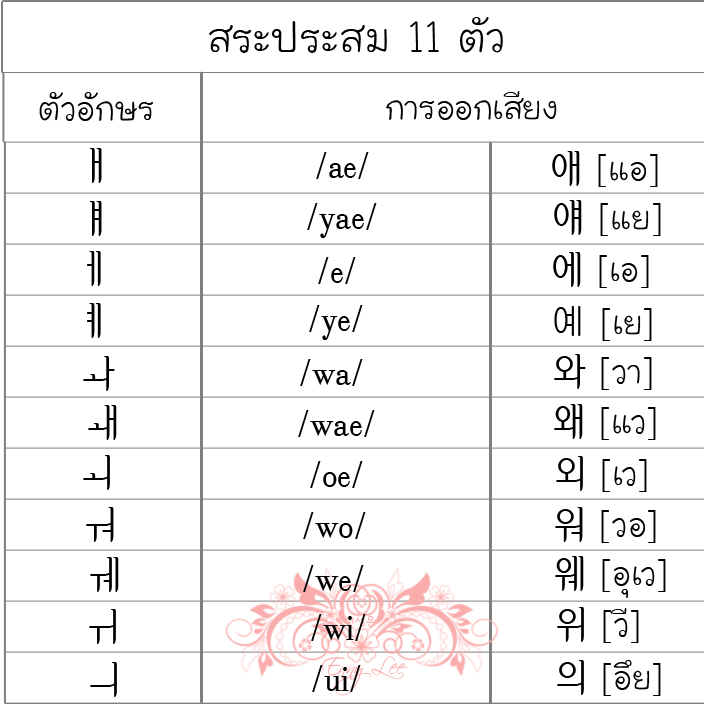 สระประสม 11 ตัว
ตัวอักษร การออกเสียง
ㅐ /ae/ 애 [แอ]
ㅒ /yae/ 얘 [แย]
ㅔ /e/ 에 [เอ]
ㅖ /ye/ 예 [เย]
ㅘ /wa/ 와 [วา]
ㅙ /wae/ 왜 [แว]
ㅚ /oe/ 외 [เว]
ㅝ /wo/ 워 [วอ]
ㅞ /we/ 웨 [อุเว]
ㅟ /wi/ 위 [วี]
ㅢ /ui/ 의 [อึย]